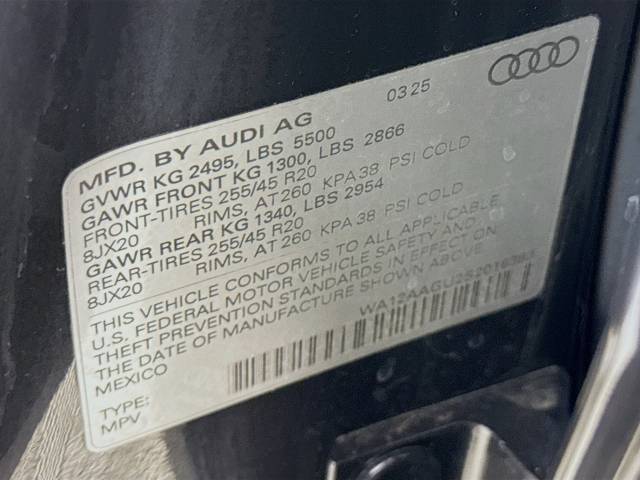 MFD. BY AUDI AG 03 25
GVWR KG 2495, LBS 5500
GAWR FRONT KG 1300, LBS 2866
FRONT-TIRES 255/45 R20
8JX20 RIMS, AT 260 KPA 38 PSI COLD
GAWR REAR KG 1340, LBS 2954
REAR-TIRES 255/45 R20
8JX20 RIMS, AT 260 KPA 38 PSI COLD
THIS VEHICLE CONFORMS TO ALL APPLICABLE
U.S. FEDERAL MOTOR VEHICLE SAFETY AND
THEFT PREVENTION STANDARDS IN EFFECT ON
THE DATE OF MANUFACTURE SHOWN ABOVE.
MEXICO
TYPE:
MPV